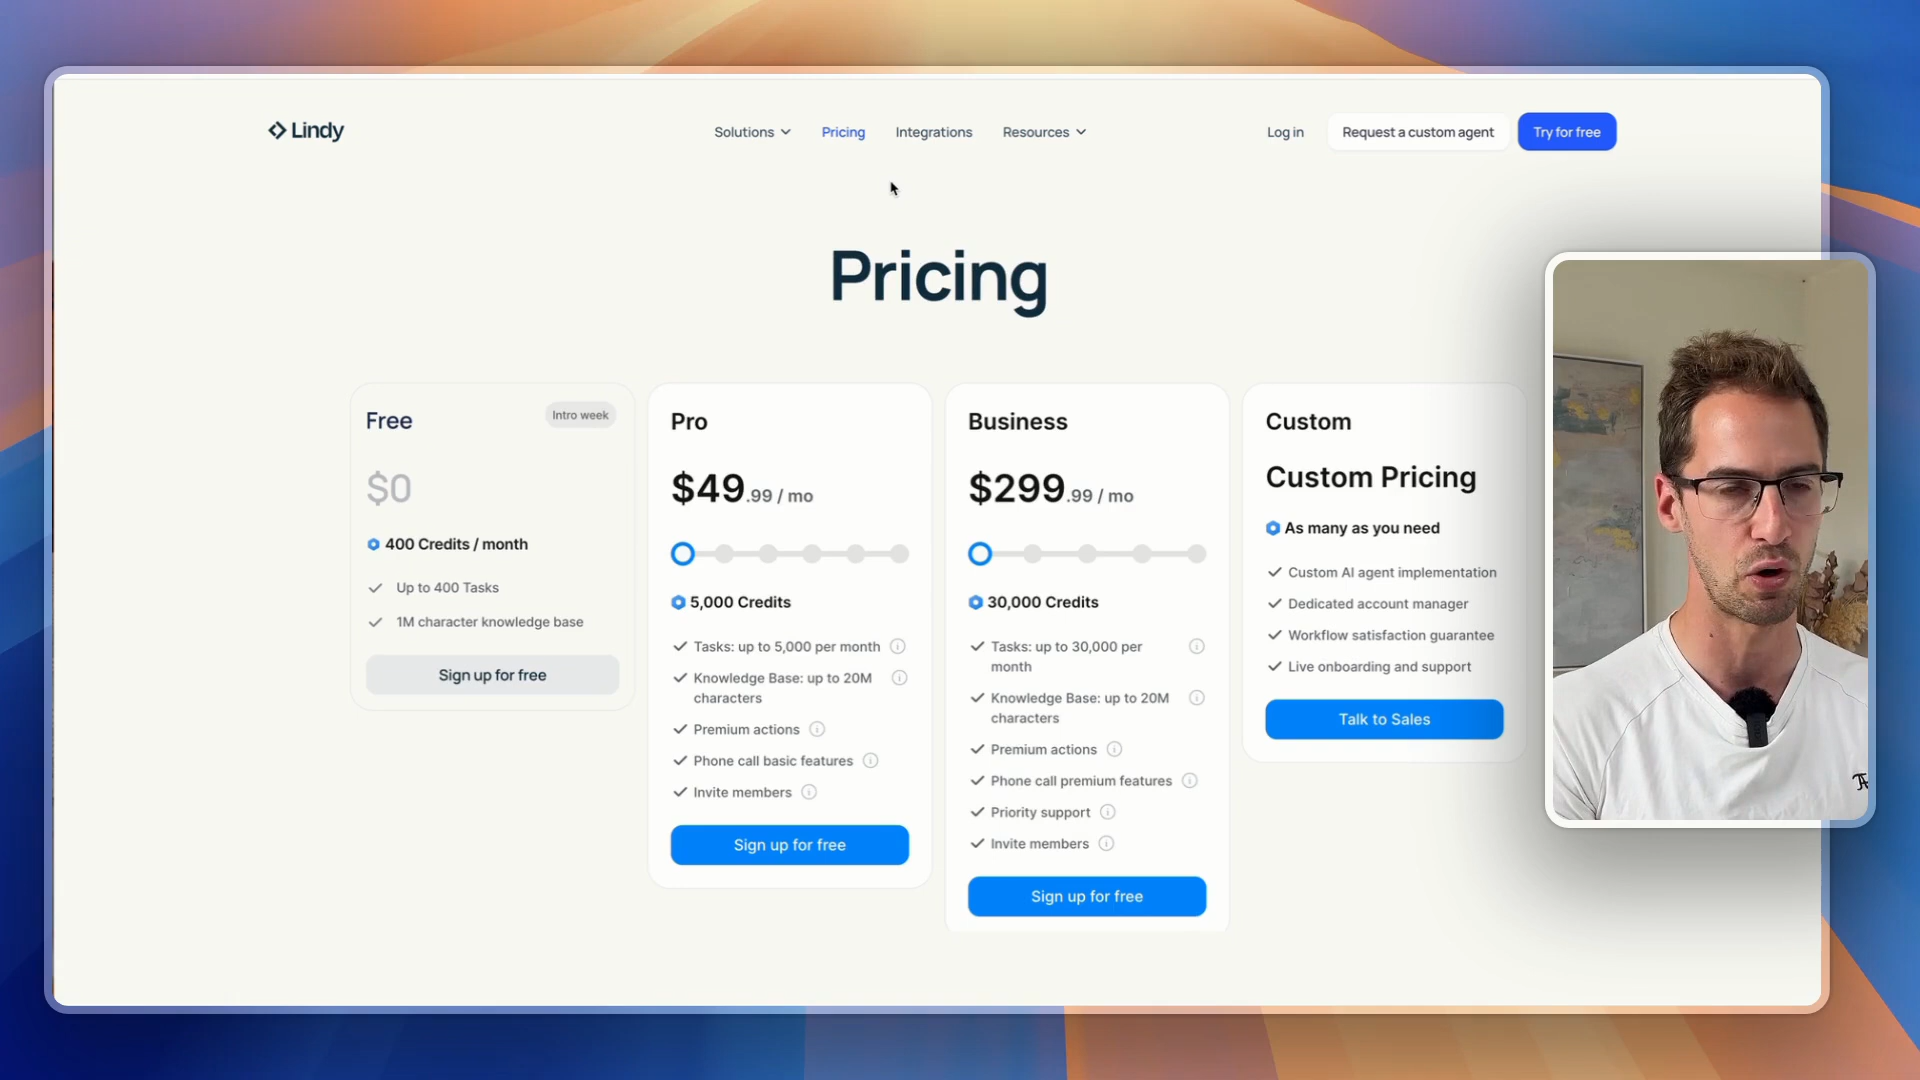 Lindy
Solutions
Pricing
Integrations
Resources
Log in
Request a custom agent
Try for free
Pricing
Free
Intro week
$0
400 Credits / month
Up to 400 Tasks
1M character knowledge base
Sign up for free
Pro
$49.99 / mo
5,000 Credits
Tasks: up to 5,000 per month
Knowledge Base: up to 20M
characters
Premium actions
Phone call basic features
Invite members
Sign up for free
Business
$299.99 / mo
30,000 Credits
Tasks: up to 30,000 per
month
Knowledge Base: up to 20M
characters
Premium actions
Phone call premium features
Priority support
Invite members
Sign up for free
Custom
Custom Pricing
As many as you need
Custom AI agent implementation
Dedicated account manager
Workflow satisfaction guarantee
Live onboarding and support
Talk to Sales